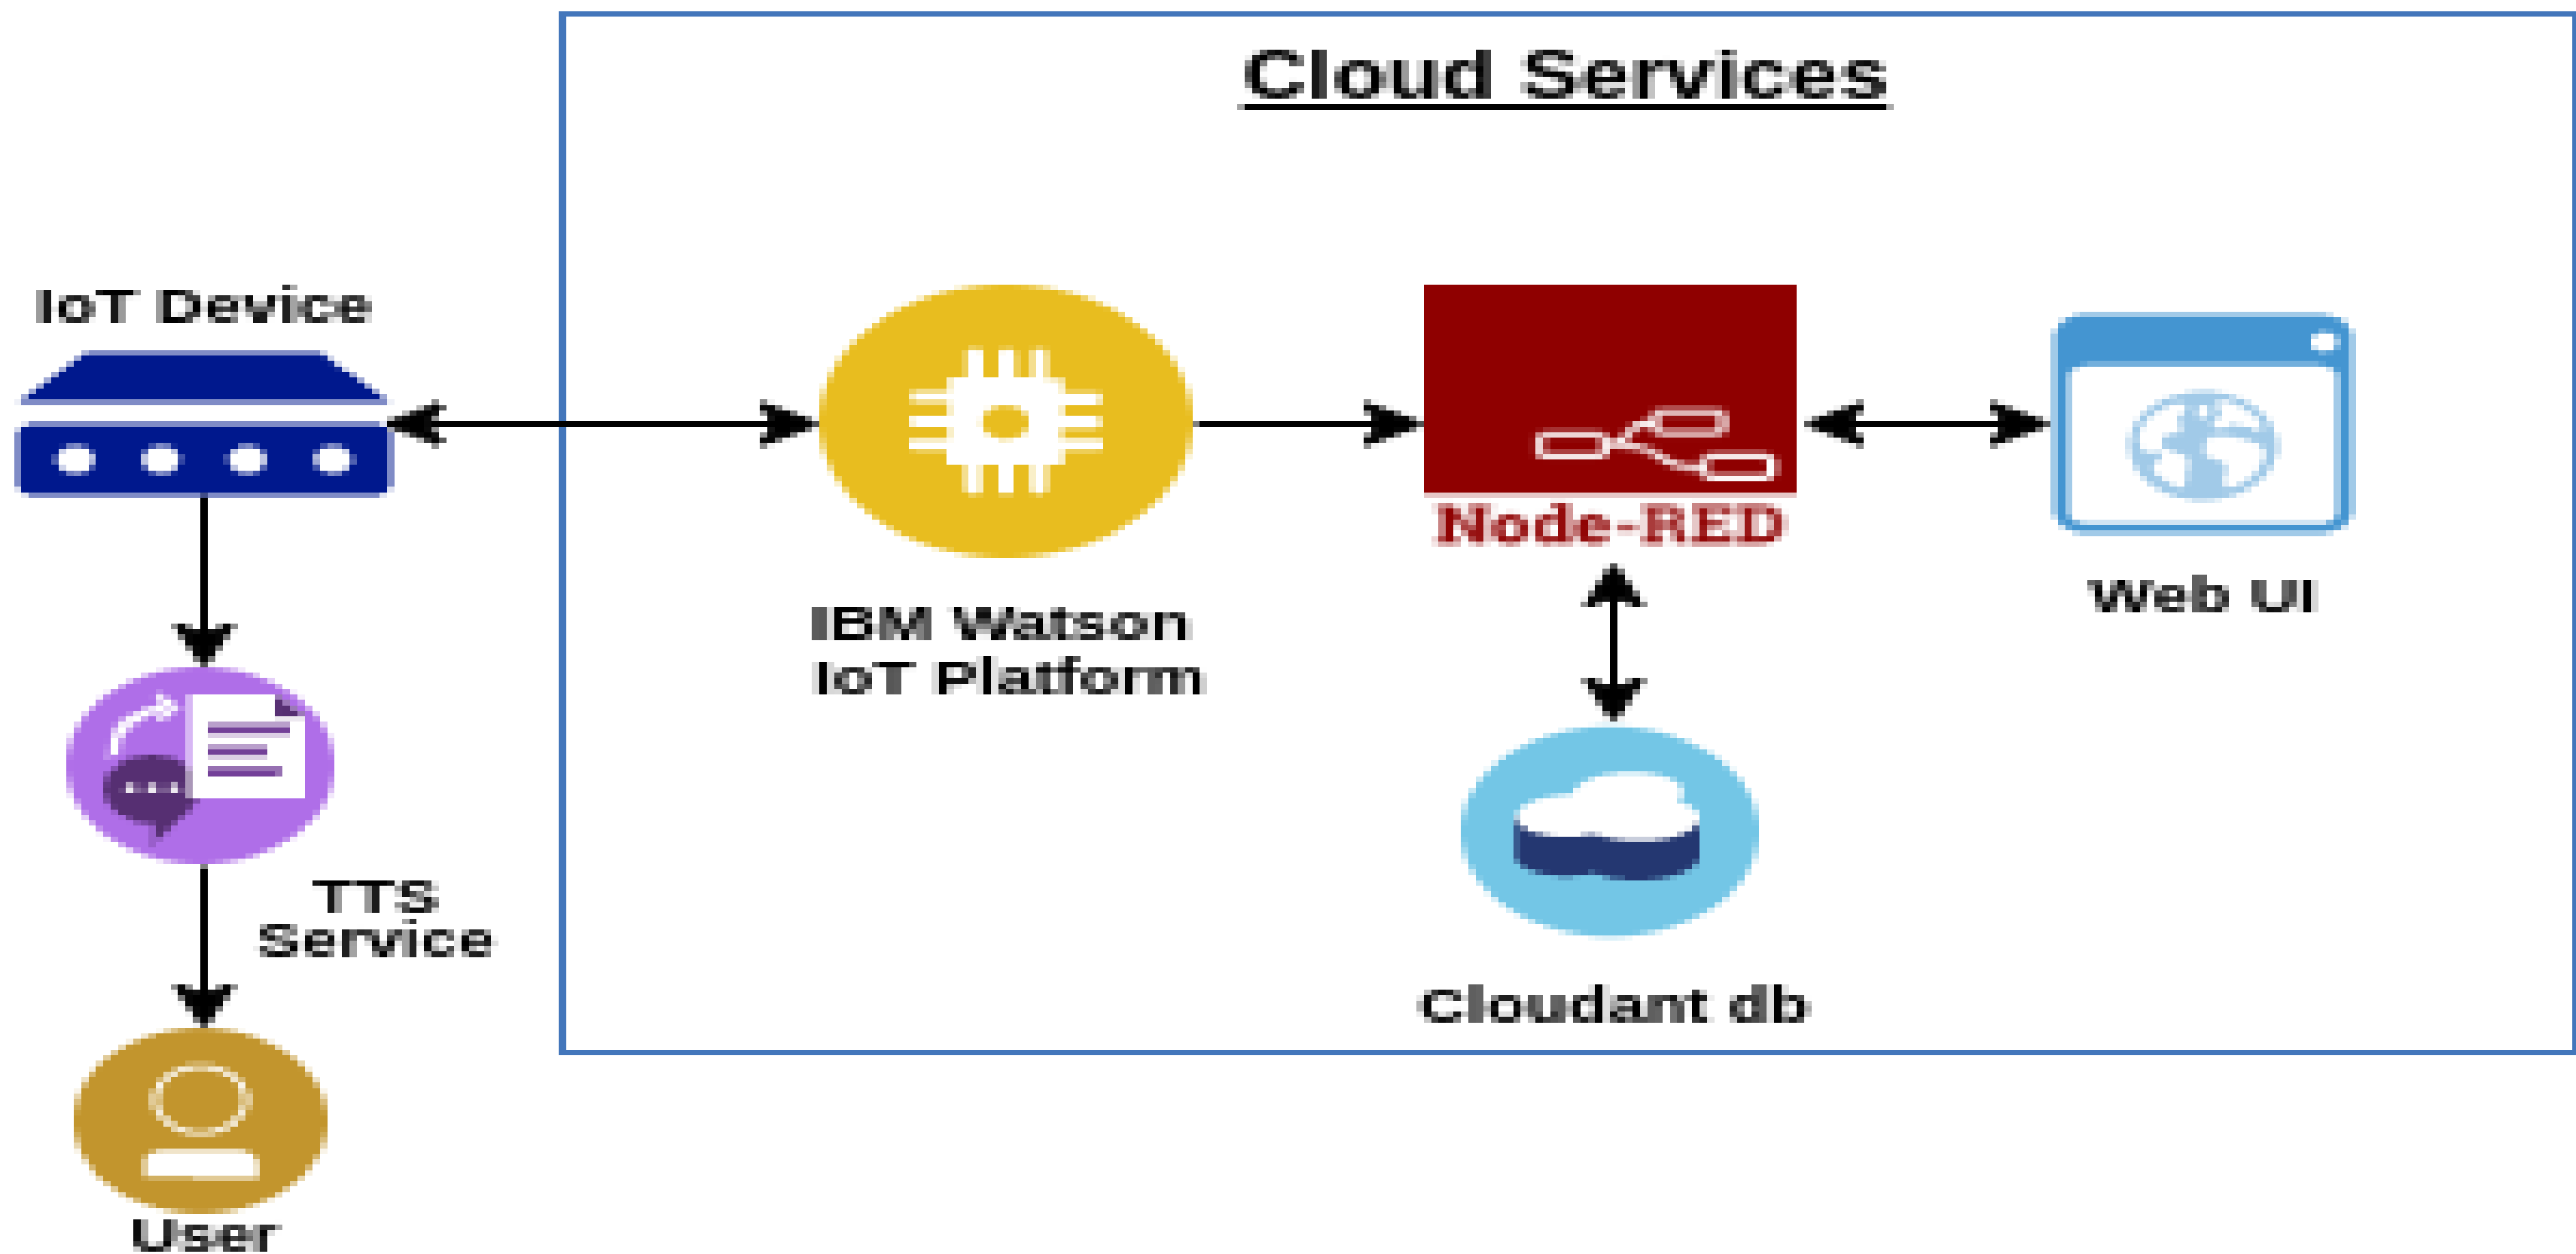 Cloud Services
IoT Device
Node-RED
Web UI
IBM Watson
IoT Platform
TTS
Service
Cloudant db
User